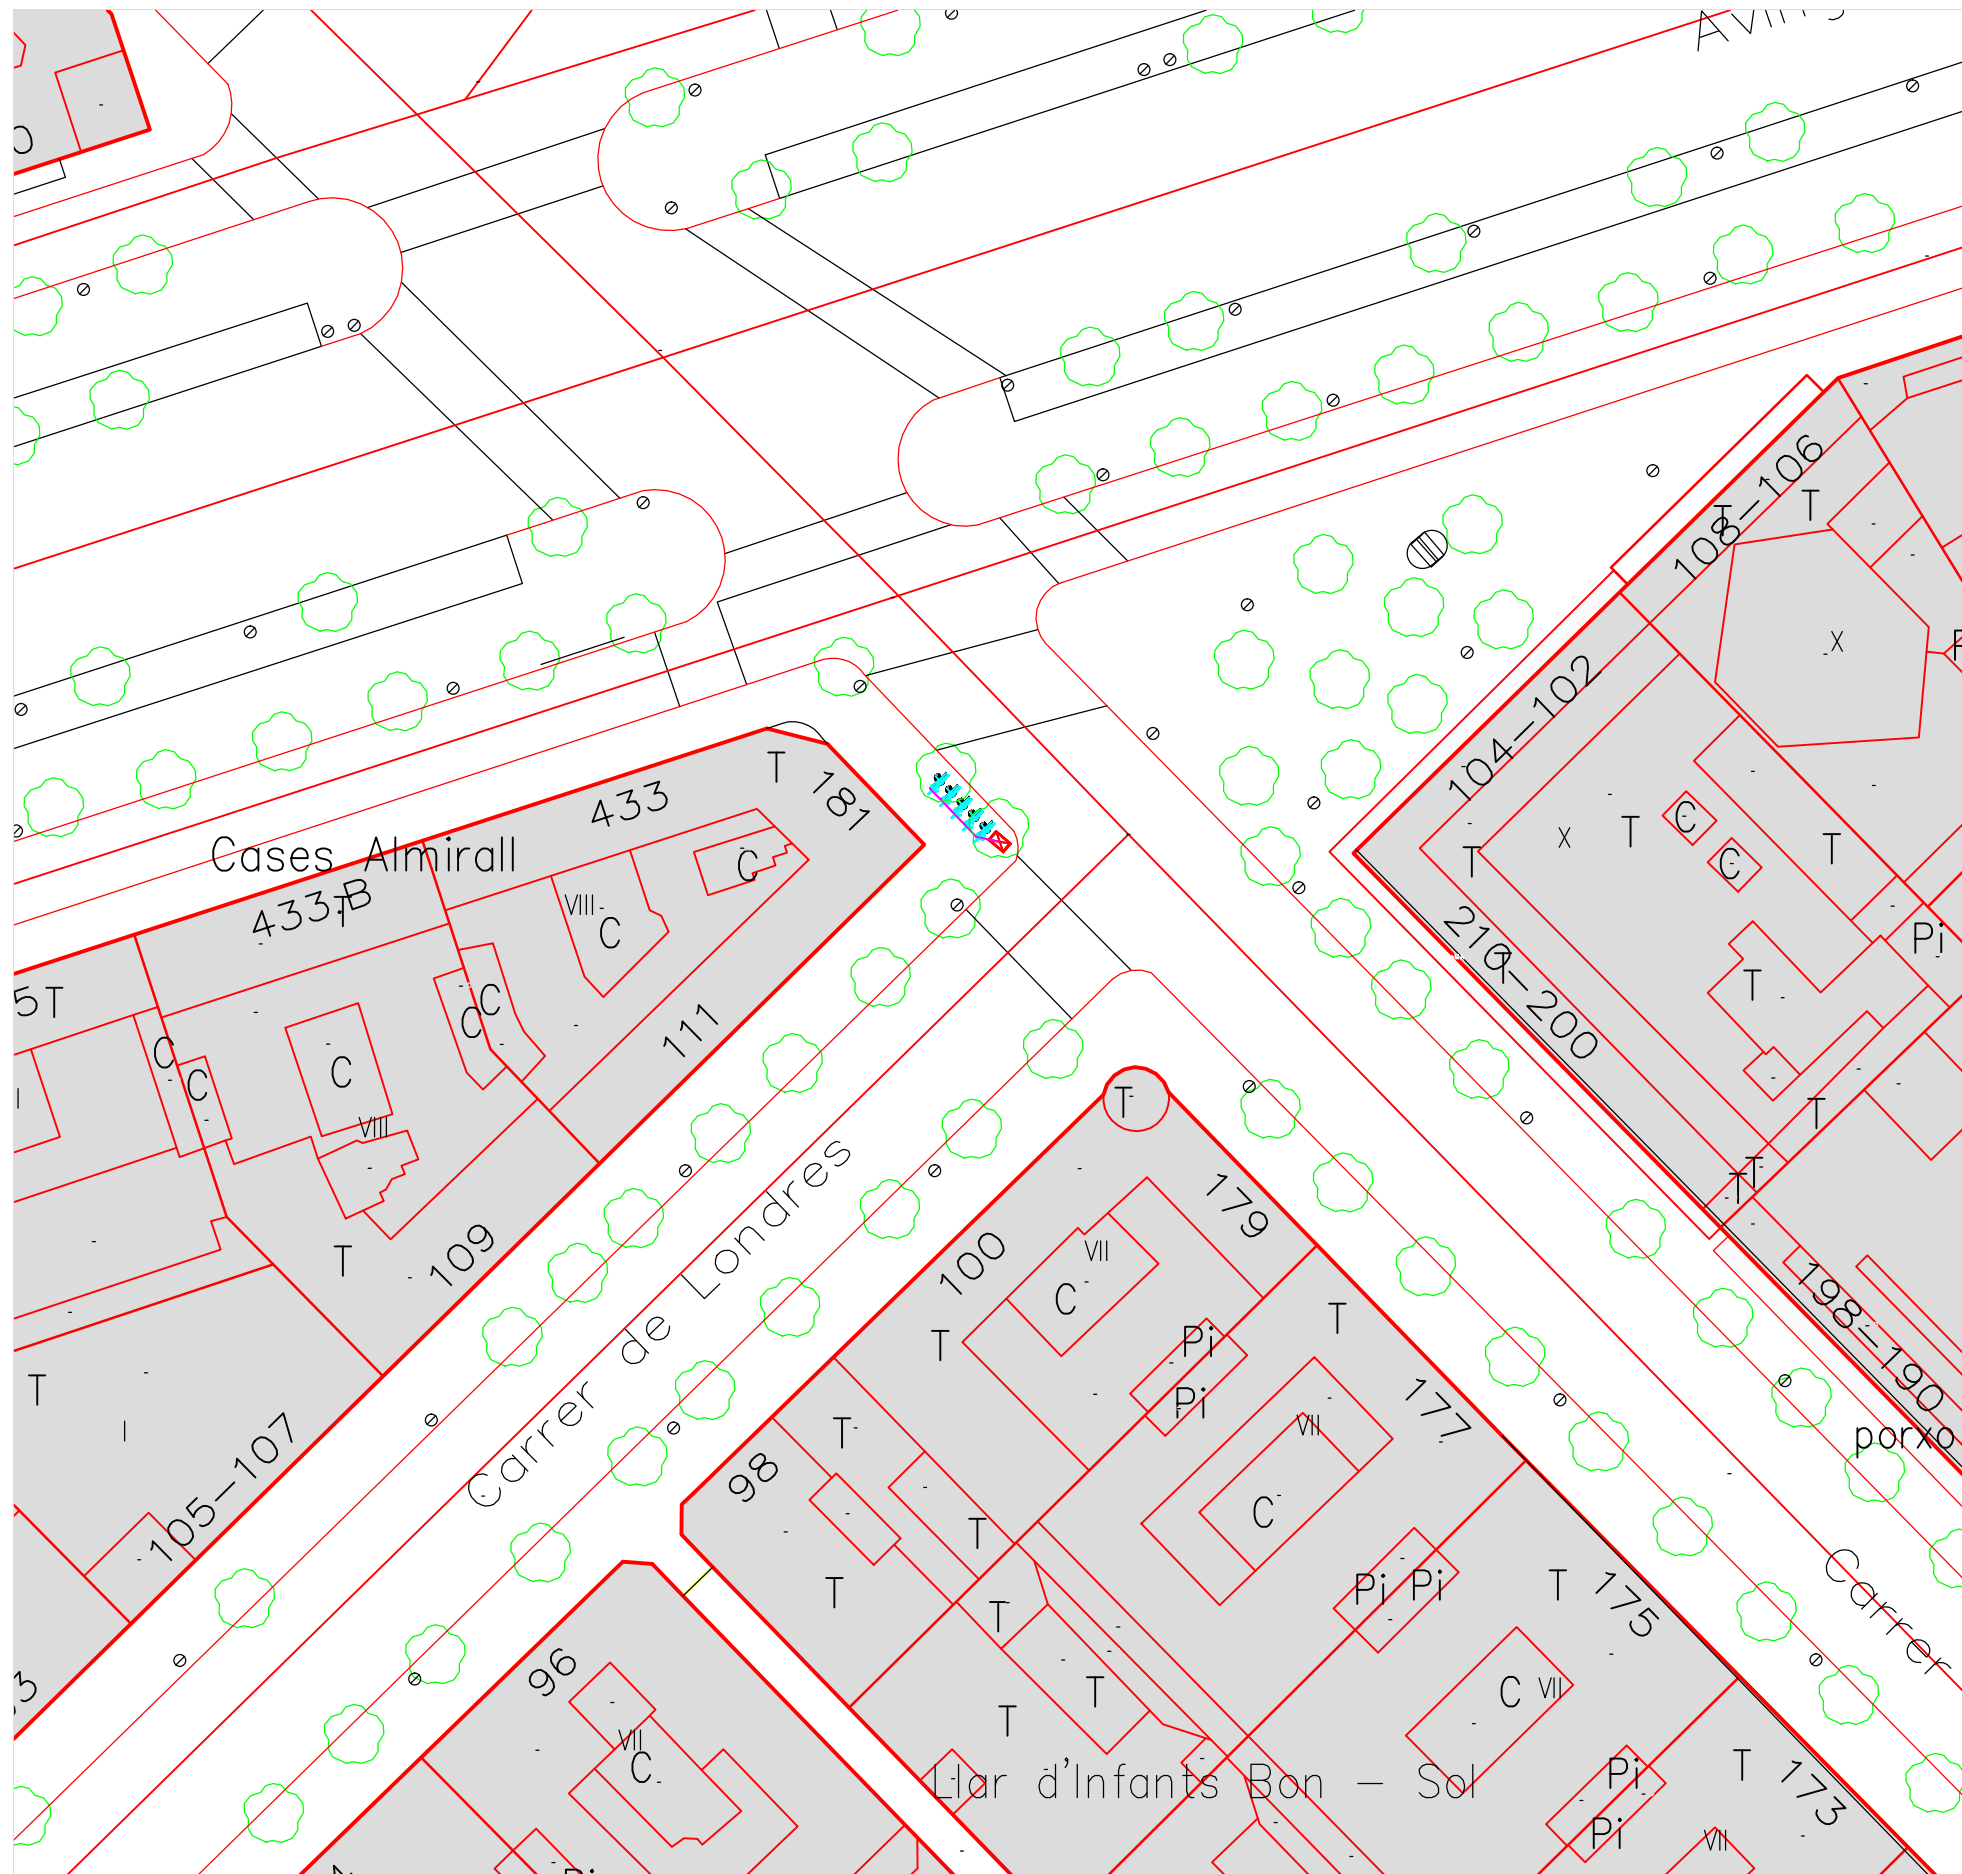 108-106
T
T
X
104-102
T
433
181
Cases Almirall
433.B
T
C
C
X
T
T
T
C
VIII
C
5T
C
C
210-200
T
Pi
T
111
C
C
C
T
VIII
T
T
T
T
109
Carrer de Londres
100
179
VII
C
T
T
Pi
Pi
198-190
177
VII
porxo
T
T
105-107
98
C
T
T
Pi
Pi
T
175
Carrer
T
96
VII
C
T
T
C
VII
Llar d'Infants Bon - Sol
Pi
T
173
Pi
VII